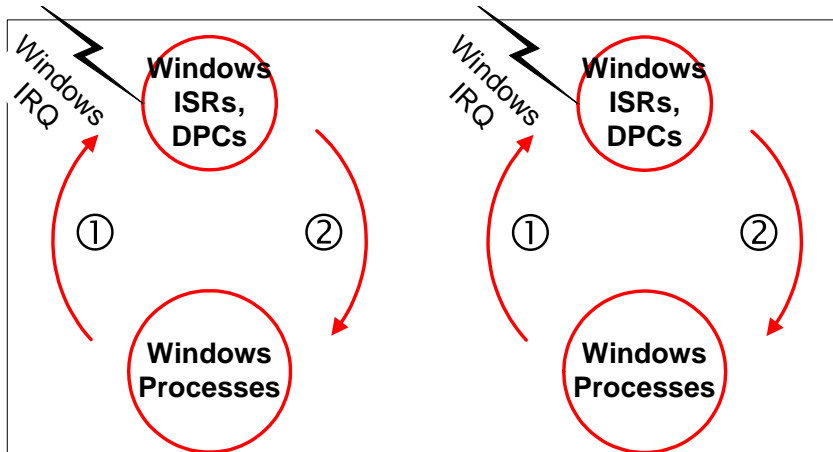 Windows
IRQ
Windows
ISRs,
DPCs
①
②
Windows
Processes
Windows
IRQ
Windows
ISRs,
DPCs
①
②
Windows
Processes